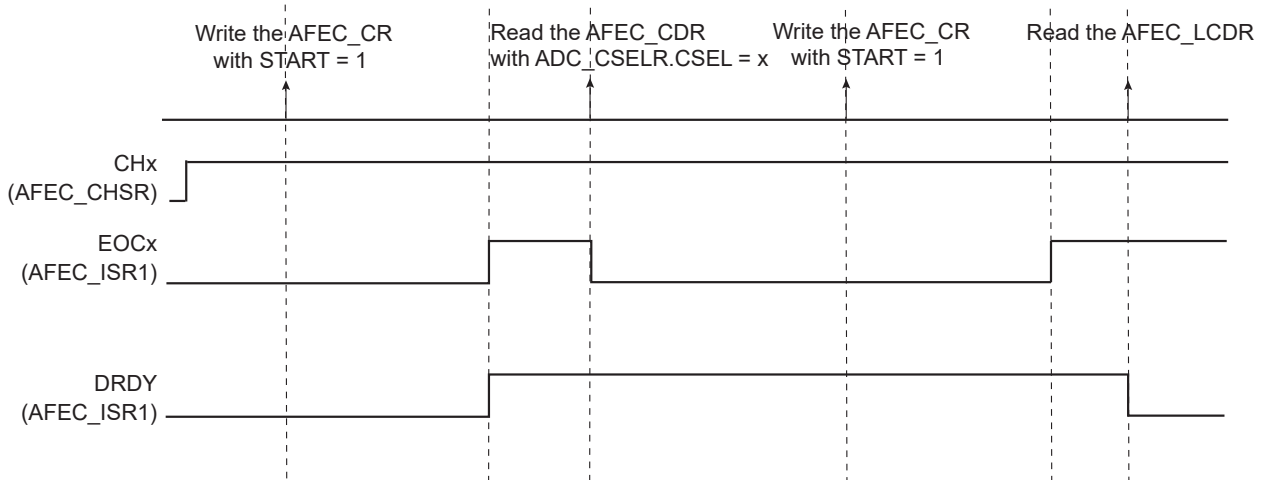 Write the AFEC_CR
with START = 1
Read the AFEC_CDR
with ADC_CSELR.CSEL = x
Write the AFEC_CR
with START = 1
Read the AFEC_LCDR
CHx
(AFEC_CHSR)
EOCx
(AFEC_ISR1)
DRDY
(AFEC_ISR1)